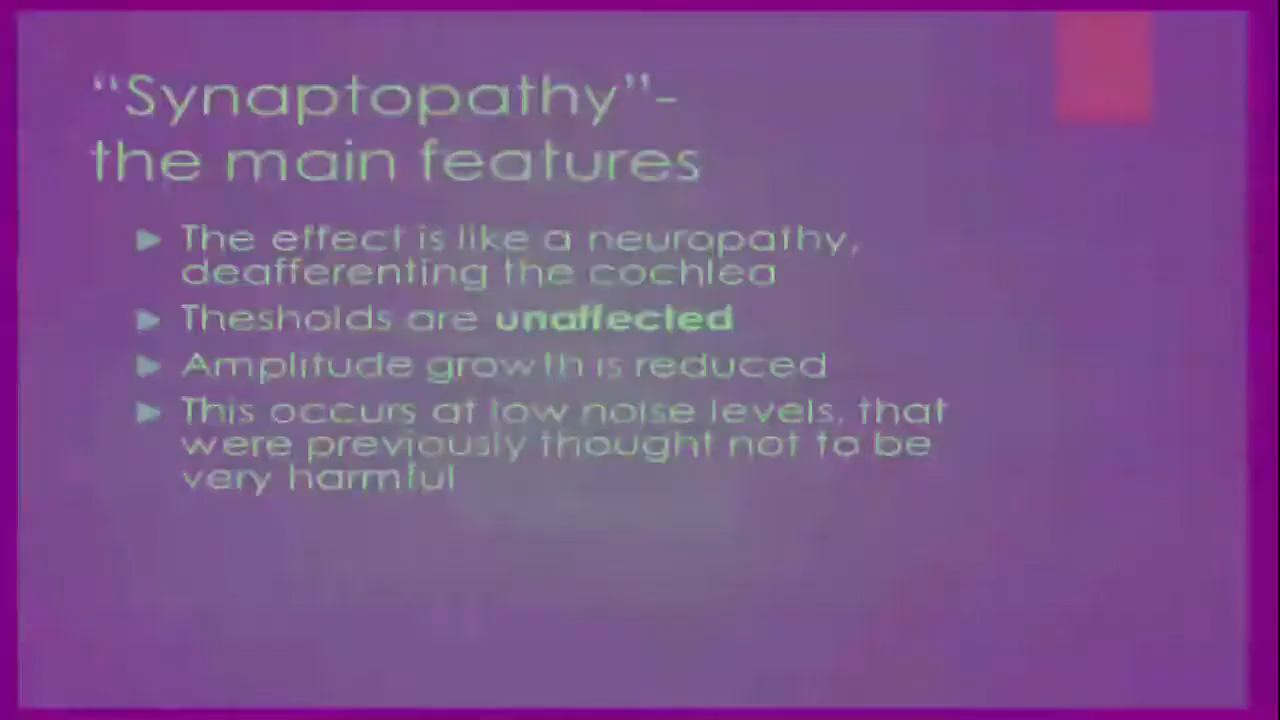 “Synaptopathy”-
the main features
The effect is like a neuropathy,
deafferenting the cochlea
Thesholds are unaffected
Amplitude growth is reduced
This occurs at low noise levels, that
were previously thought not to be
very harmful